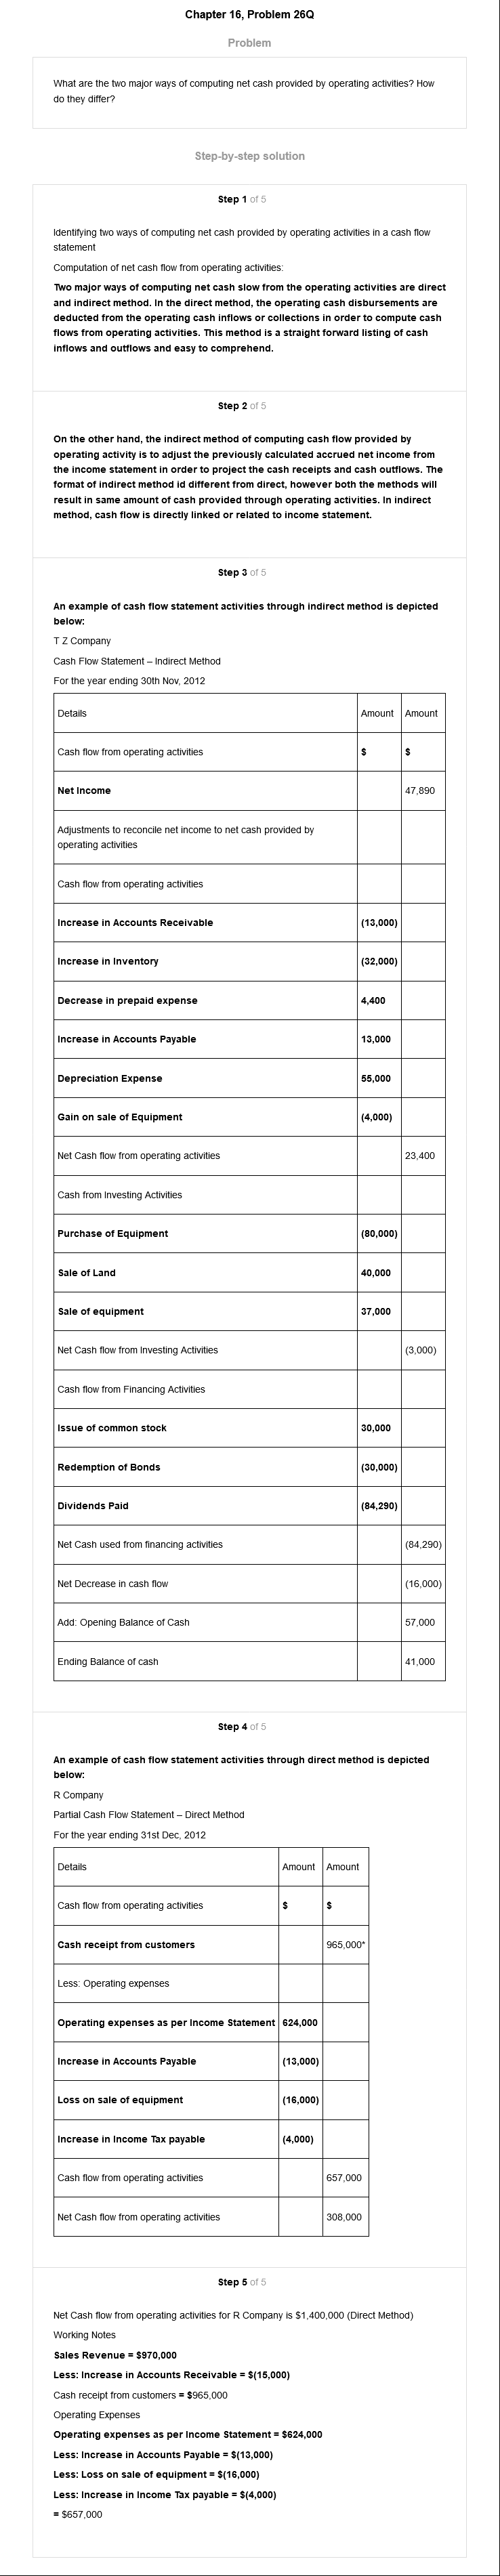 Chapter 16, Problem 26Q
Problem
What are the two major ways of computing net cash provided by operating activities? How
do they differ?
Step-by-step solution
Step 1 of 5
Identifying two ways of computing net cash provided by operating activities in a cash flow
statement
Computation of net cash flow from operating activities:
Two major ways of computing net cash slow from the operating activities are direct
and indirect method. In the direct method, the operating cash disbursements are
deducted from the operating cash inflows or collections in order to compute cash
flows from operating activities. This method is a straight forward listing of cash
inflows and outflows and easy to comprehend.
Step 2 of 5
On the other hand, the indirect method of computing cash flow provided by
operating activity is to adjust the previously calculated accrued net income from
the income statement in order to project the cash receipts and cash outflows. The
format of indirect method id different from direct, however both the methods will
result in same amount of cash provided through operating activities. In indirect
method, cash flow is directly linked or related to income statement.
Step 3 of 5
An example of cash flow statement activities through indirect method is depicted
below:
T Z Company
Cash Flow Statement – Indirect Method
For the year ending 30th Nov, 2012
Details Amount Amount
Cash flow from operating activities $ $
Net Income 47,890
Adjustments to reconcile net income to net cash provided by
operating activities
Cash flow from operating activities
Increase in Accounts Receivable (13,000)
Increase in Inventory (32,000)
Decrease in prepaid expense 4,400
Increase in Accounts Payable 13,000
Depreciation Expense 55,000
Gain on sale of Equipment (4,000)
Net Cash flow from operating activities 23,400
Cash from Investing Activities
Purchase of Equipment (80,000)
Sale of Land 40,000
Sale of equipment 37,000
Net Cash flow from Investing Activities (3,000)
Cash flow from Financing Activities
Issue of common stock 30,000
Redemption of Bonds (30,000)
Dividends Paid (84,290)
Net Cash used from financing activities (84,290)
Net Decrease in cash flow (16,000)
Add: Opening Balance of Cash 57,000
Ending Balance of cash 41,000
Step 4 of 5
An example of cash flow statement activities through direct method is depicted
below:
R Company
Partial Cash Flow Statement – Direct Method
For the year ending 31st Dec, 2012
Details Amount Amount
Cash flow from operating activities $ $
Cash receipt from customers 965,000*
Less: Operating expenses
Operating expenses as per Income Statement 624,000
Increase in Accounts Payable (13,000)
Loss on sale of equipment (16,000)
Increase in Income Tax payable (4,000)
Cash flow from operating activities 657,000
Net Cash flow from operating activities 308,000
Step 5 of 5
Net Cash flow from operating activities for R Company is $1,400,000 (Direct Method)
Working Notes
Sales Revenue = $970,000
Less: Increase in Accounts Receivable = $(15,000)
Cash receipt from customers = $965,000
Operating Expenses
Operating expenses as per Income Statement = $624,000
Less: Increase in Accounts Payable = $(13,000)
Less: Loss on sale of equipment = $(16,000)
Less: Increase in Income Tax payable = $(4,000)
= $657,000